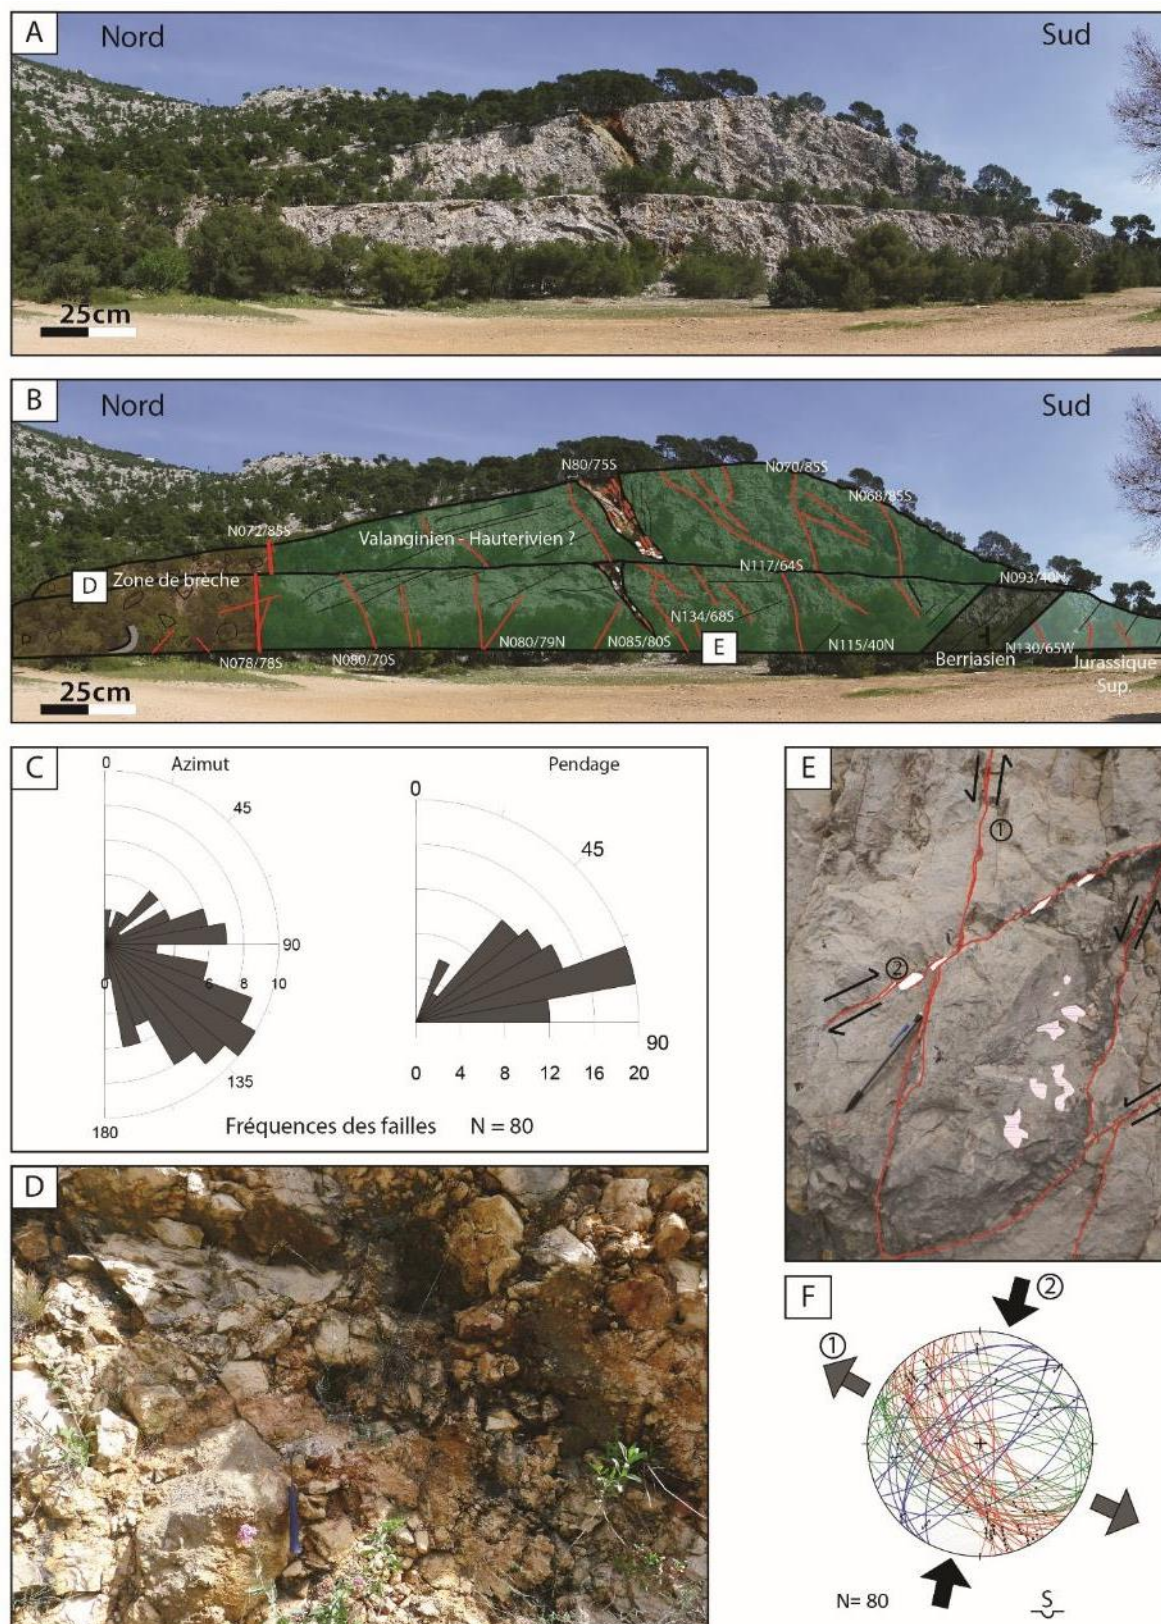 A
Nord
Sud
25cm
B
Nord
Sud
N80/75S
N070/85S
N068/85S
N072/85S
Valanginien - Hauterivien ?
D
Zone de brèche
N117/64S
N093/40N
N134/68S
N080/79N
N085/80S
E
N115/40N
N130/65W
N078/78S
N080/70S
Berriasien
Jurassique
Sup.
25cm
C
Azimut
Pendage
0
45
90
135
180
0
6
8
10
0
45
90
0
4
8
12
16
20
Fréquences des failles N = 80
D
E
1
2
F
2
1
N= 80
S